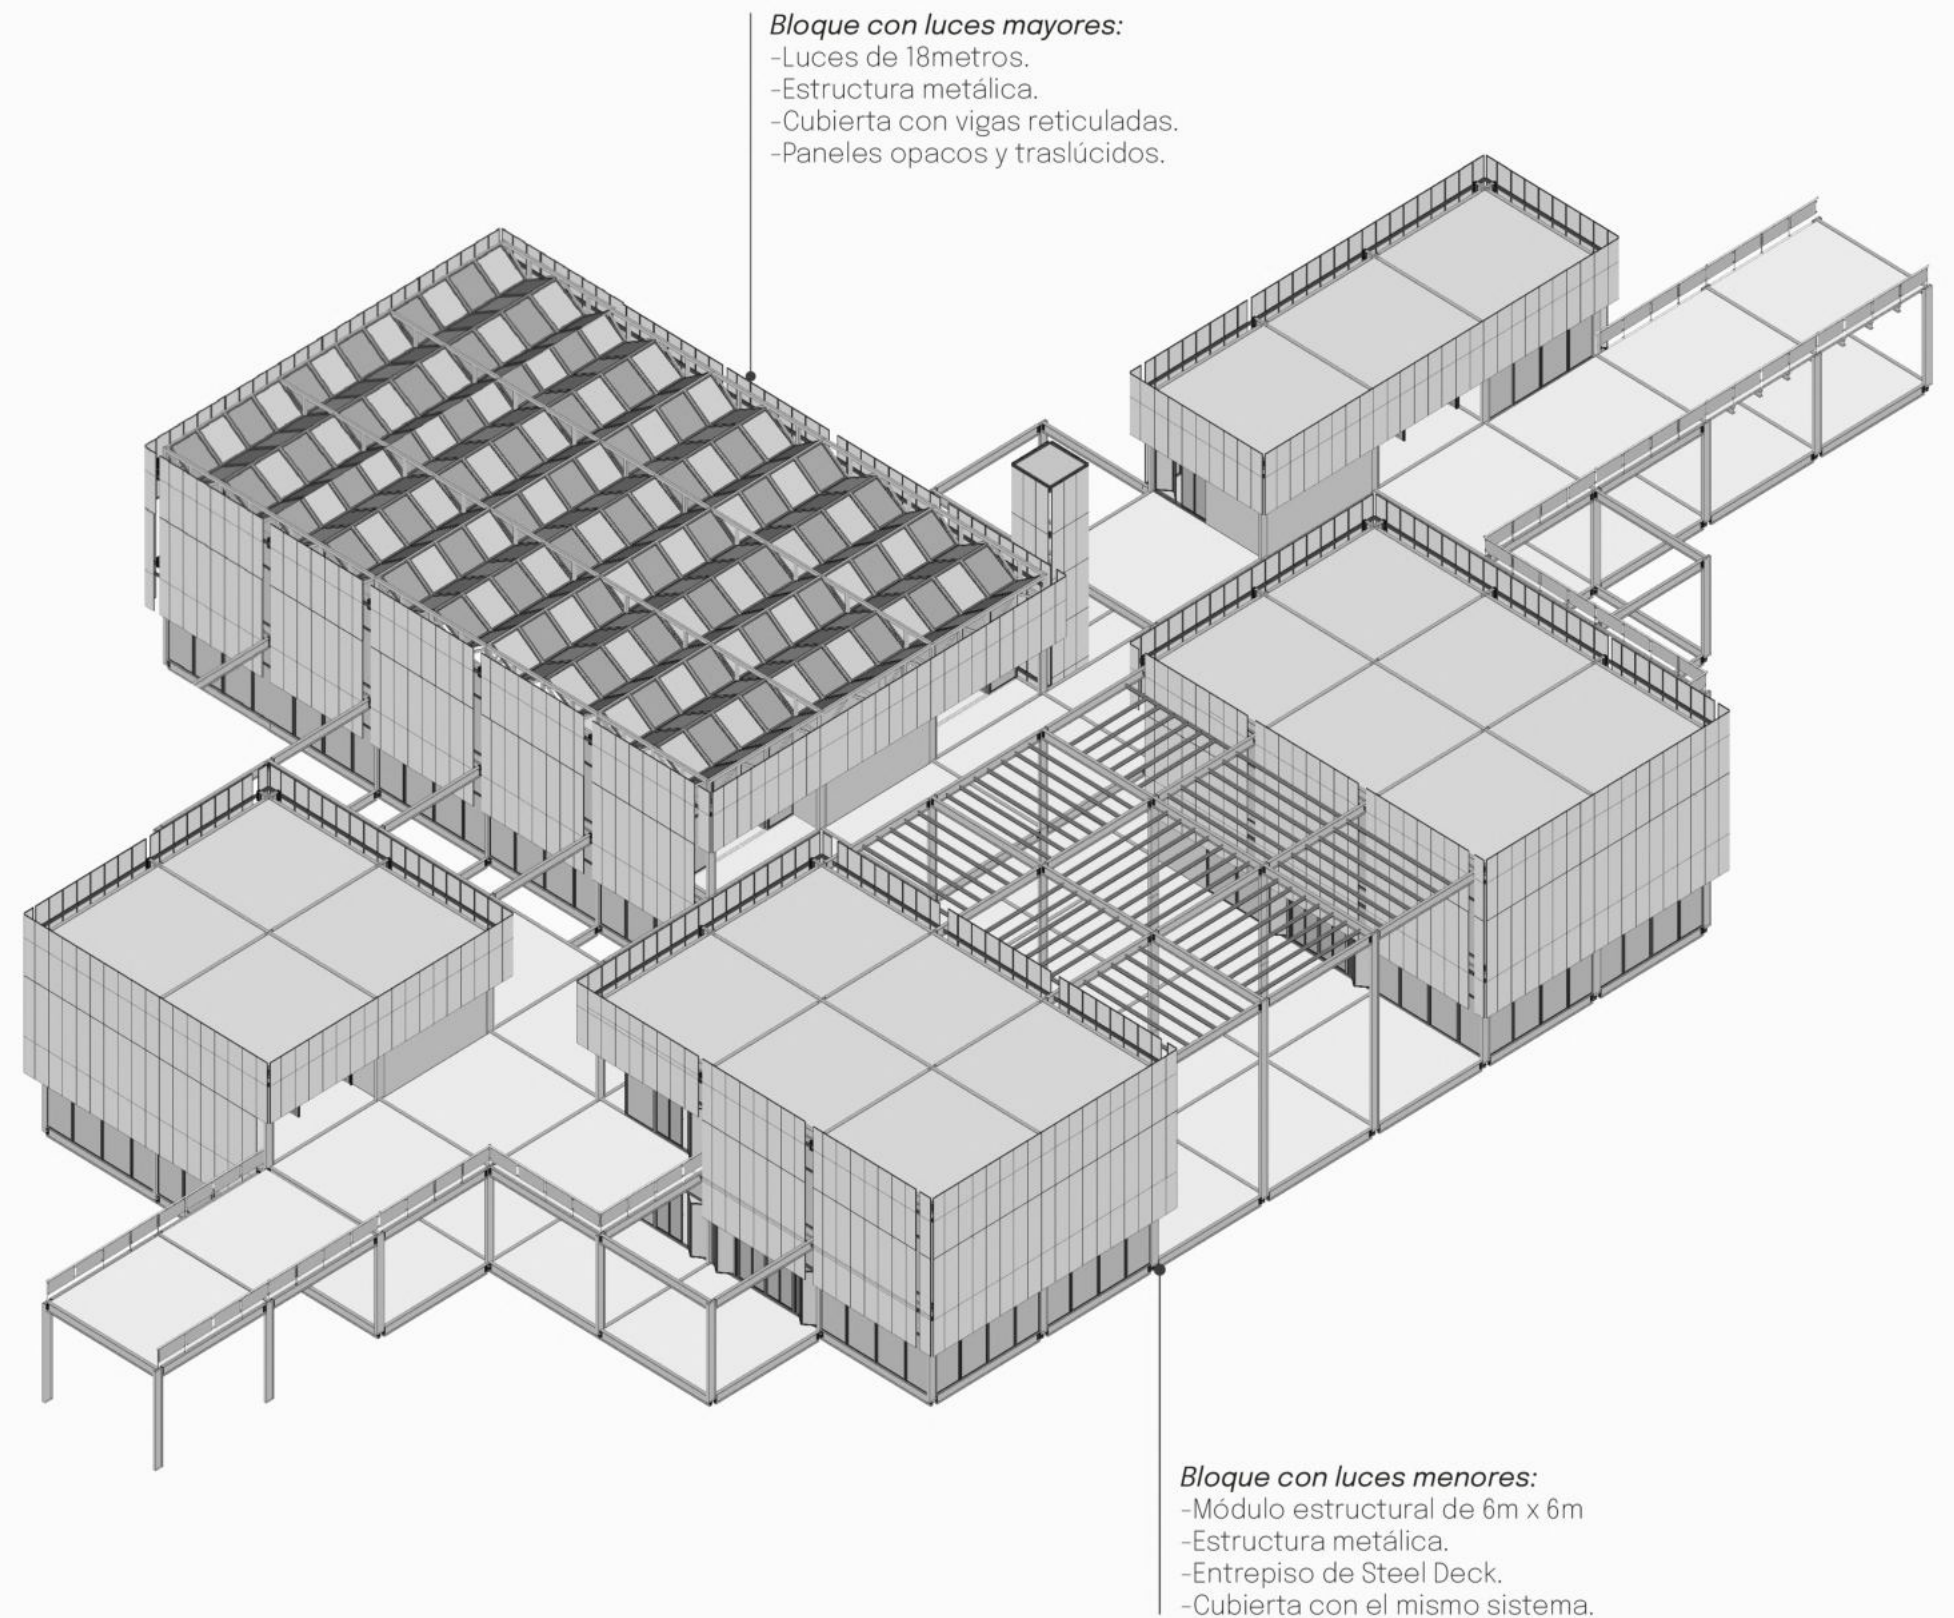 Bloque con luces mayores:
-Luces de 18metros.
-Estructura metálica.
-Cubierta con vigas reticuladas.
-Paneles opacos y traslúcidos.
Bloque con luces menores:
-Módulo estructural de 6m x 6m
-Estructura metálica.
-Entrepiso de Steel Deck.
-Cubierta con el mismo sistema.